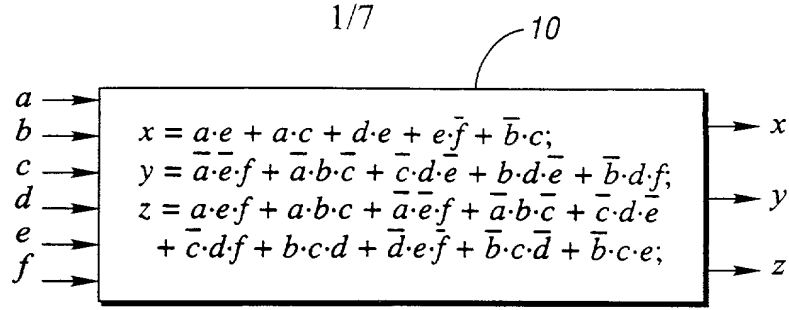 1/7
10
a
b
c
d
e
f
x = a·e + a·c + d·e + e·f̅ + b̅·c;
y = a̅·e̅·f + a̅·b·c̅ + c̅·d·e̅ + b·d·e̅ + b̅·d·f;
z = a·e·f + a·b·c + a̅·e̅·f + a̅·b·c̅ + c̅·d·e̅
+ c̅·d·f + b·c·d + d̅·e·f̅ + b̅·c·d̅ + b̅·c·e;
x
y
z